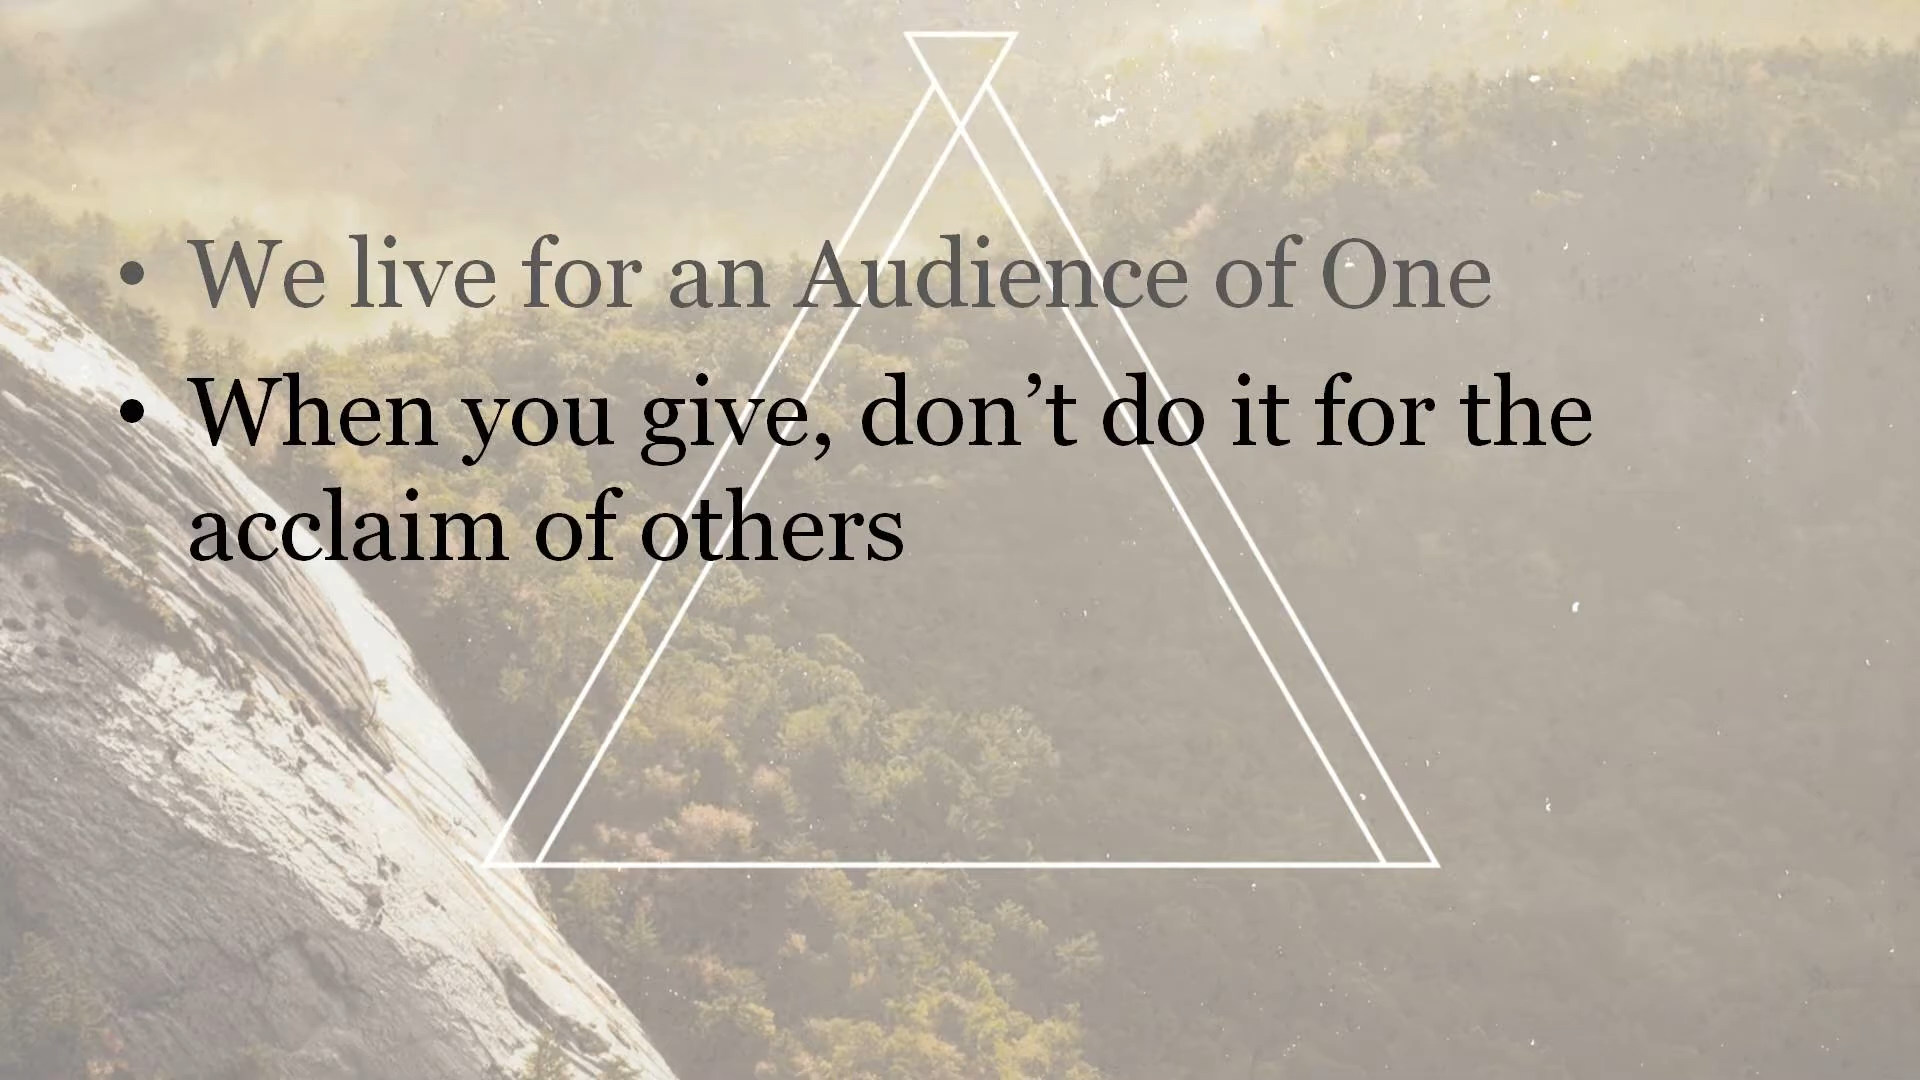 • We live for an Audience of One
• When you give, don’t do it for the
acclaim of others